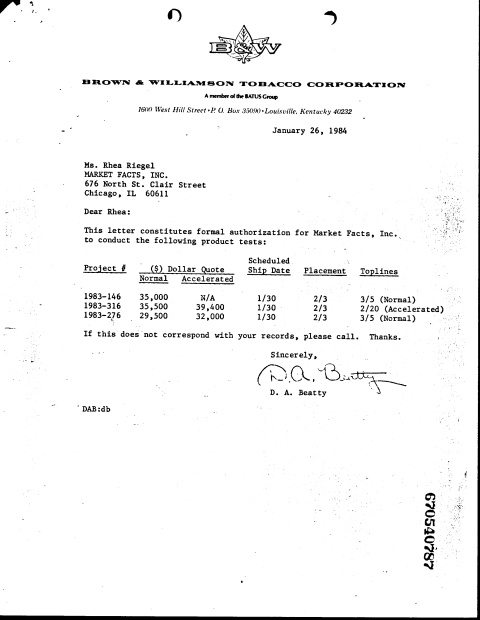 B&W
BROWN & WILLIAMSON TOBACCO CORPORATION
A member of the BATUS Group
1600 West Hill Street • P. O. Box 35090 • Louisville, Kentucky 40232
January 26, 1984
Ms. Rhea Riegel
MARKET FACTS, INC.
676 North St. Clair Street
Chicago, IL 60611
Dear Rhea:
This letter constitutes formal authorization for Market Facts, Inc.
to conduct the following product tests:
Scheduled
Project # ($) Dollar Quote Ship Date Placement Toplines
Normal Accelerated
1983-146 35,000 N/A 1/30 2/3 3/5 (Normal)
1983-316 35,500 39,400 1/30 2/3 2/20 (Accelerated)
1983-276 29,500 32,000 1/30 2/3 3/5 (Normal)
If this does not correspond with your records, please call. Thanks.
Sincerely,
D.A. Beatty
D. A. Beatty
DAB:db
670540787